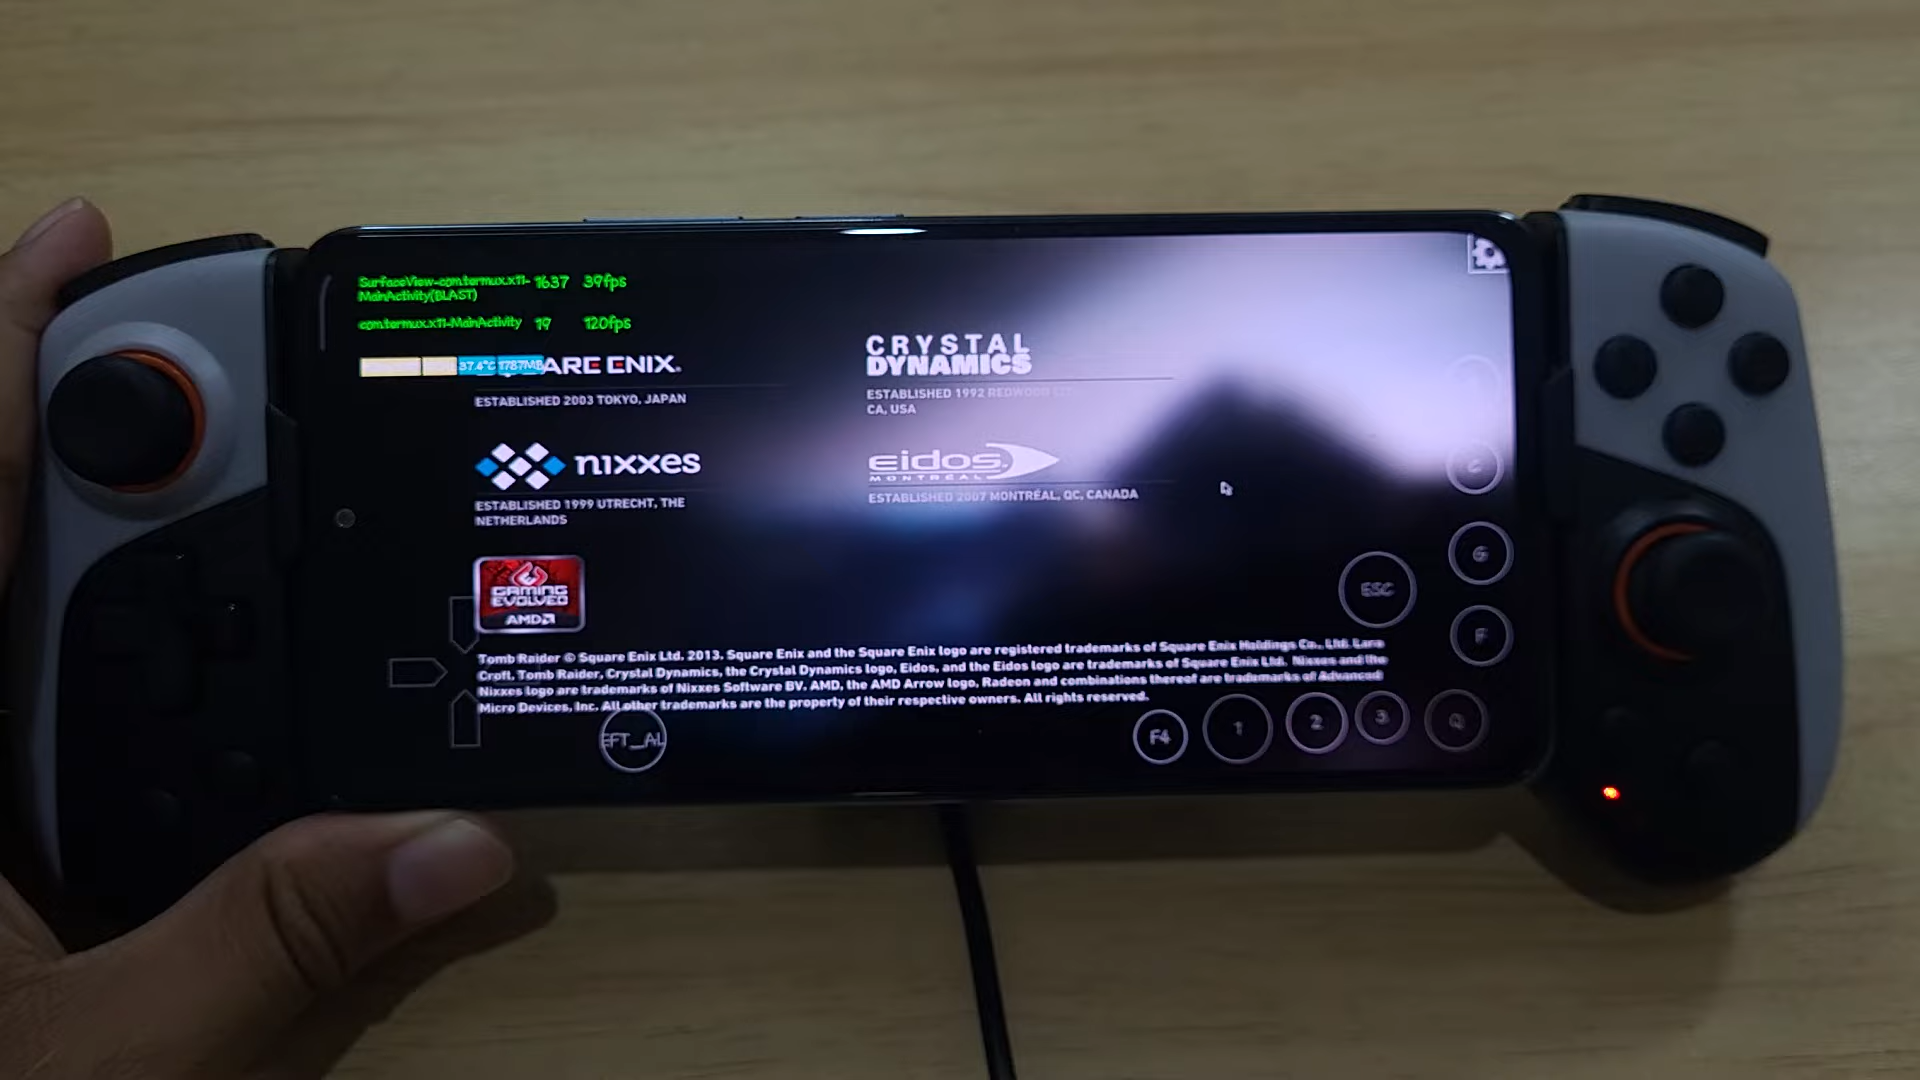 SurfaceView-com.termux.x11- 1637 39fps
MainActivity(BLAST)
com.termux.x11-MainActivity 19 120fps
37.4°C 1787MB
ARE ENIX.
ESTABLISHED 2003 TOKYO, JAPAN
CRYSTAL
DYNAMICS
ESTABLISHED 1992 REDWOOD
CA, USA
nixxes
ESTABLISHED 1999 UTRECHT, THE
NETHERLANDS
eidos
MONTRÉAL
ESTABLISHED 2007 MONTRÉAL, QC, CANADA
GAMING
EVOLVED
AMD
ESC
G
F
Tomb Raider © Square Enix Ltd. 2013. Square Enix and the Square Enix logo are registered trademarks of Square Enix Holdings Co., Ltd. Lara
Croft, Tomb Raider, Crystal Dynamics, the Crystal Dynamics logo, Eidos, and the Eidos logo are trademarks of Square Enix Ltd. Nixxes and the
Nixxes logo are trademarks of Nixxes Software BV. AMD, the AMD Arrow logo, Radeon and combinations thereof are trademarks of Advanced
Micro Devices, Inc. All other trademarks are the property of their respective owners. All rights reserved.
EFT_AL
F4
1
2
3
Q